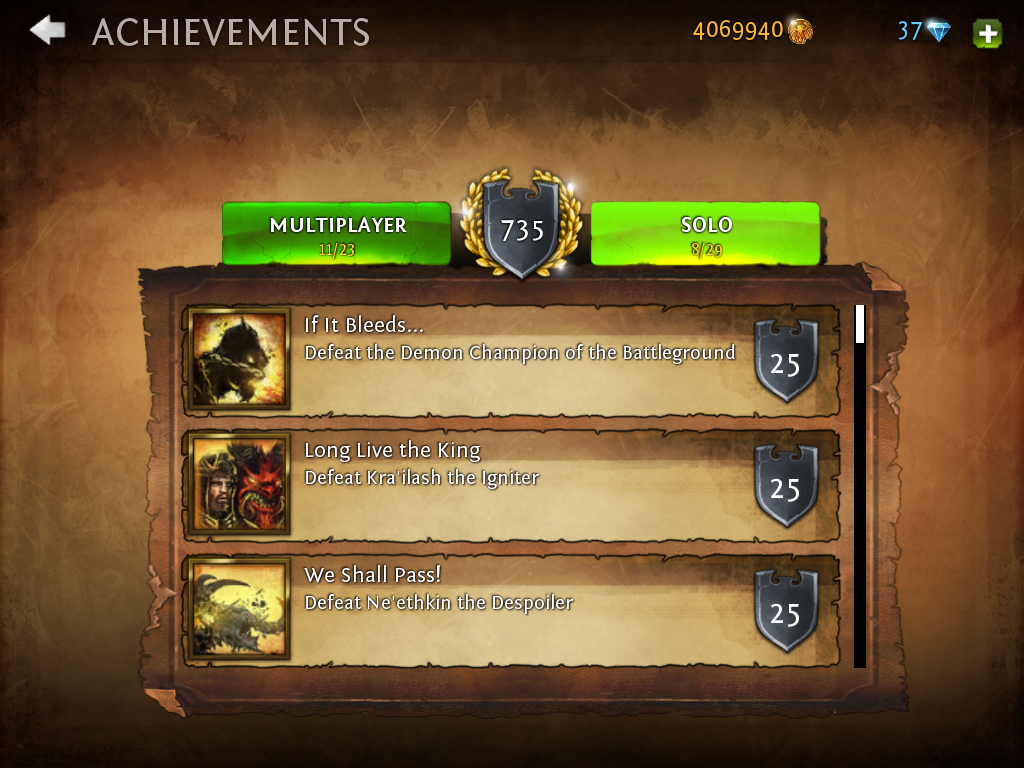 ACHIEVEMENTS
4069940
37
MULTIPLAYER
11/23
735
SOLO
8/29
If It Bleeds...
Defeat the Demon Champion of the Battleground
25
Long Live the King
Defeat Kra'ilash the Igniter
25
We Shall Pass!
Defeat Ne'ethkin the Despoiler
25